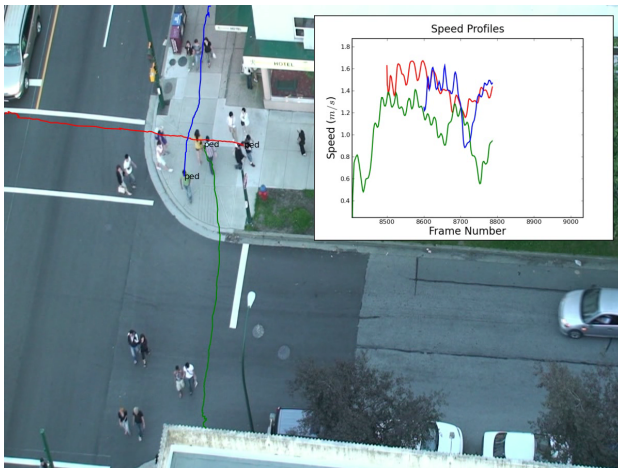 Speed Profiles
HOTEL
1.8
1.6
1.4
1.2
1.0
0.8
0.6
0.4
Speed (m/s)
8500 8600 8700 8800 8900 9000
Frame Number
ped
ped
ped